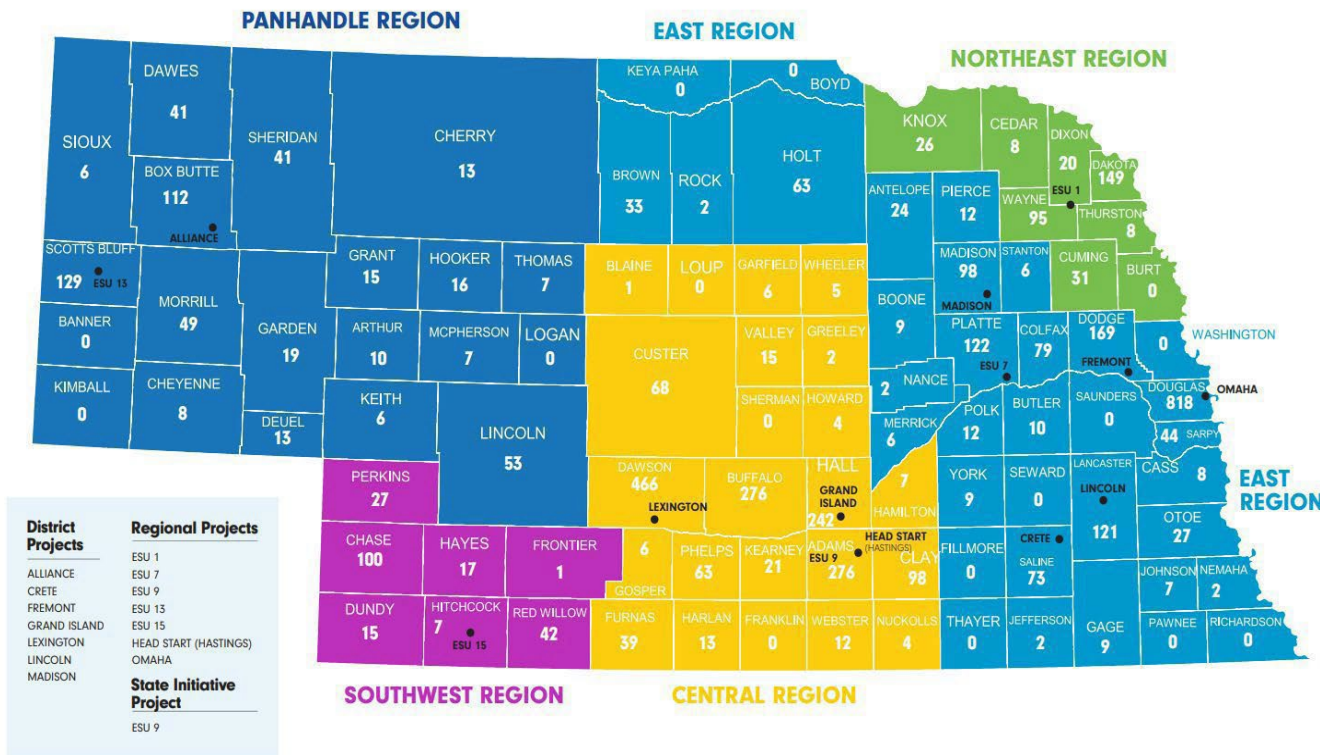 PANHANDLE REGION
EAST REGION
NORTHEAST REGION
DAWES
41
SIOUX
6
SHERIDAN
41
BOX BUTTE
112
ALLIANCE
CHERRY
13
KEYA PAHA
0
0
BOYD
BROWN
33
ROCK
2
HOLT
63
KNOX
26
CEDAR
8
DIXON
20
ESU 1
DAKOTA
149
ANTELOPE
24
PIERCE
12
WAYNE
95
THURSTON
8
SCOTTS BLUFF
129
ESU 13
MORRILL
49
GARDEN
19
GRANT
15
HOOKER
16
THOMAS
7
BLAINE
1
LOUP
0
GARFIELD
6
WHEELER
5
MADISON
98
MADISON
STANTON
6
CUMING
31
BURT
0
BANNER
0
ARTHUR
10
MCPHERSON
7
LOGAN
0
CUSTER
68
VALLEY
15
GREELEY
2
BOONE
9
PLATTE
122
ESU 7
COLFAX
79
DODGE
169
FREMONT
0
WASHINGTON
KIMBALL
0
CHEYENNE
8
DEUEL
13
KEITH
6
LINCOLN
53
SHERMAN
0
HOWARD
4
2
NANCE
MERRICK
6
POLK
12
BUTLER
10
SAUNDERS
0
DOUGLAS
818
OMAHA
44
SARPY
PERKINS
27
DAWSON
466
LEXINGTON
BUFFALO
276
HALL
GRAND
ISLAND
242
7
HAMILTON
YORK
9
SEWARD
0
LANCASTER
LINCOLN
121
CASS
8
EAST
REGION
CHASE
100
HAYES
17
FRONTIER
1
6
GOSPER
PHELPS
63
KEARNEY
21
ADAMS
ESU 9
276
HEAD START
(HASTINGS)
CLAY
98
FILLMORE
0
CRETE
SALINE
73
OTOE
27
DUNDY
15
HITCHCOCK
7
ESU 15
RED WILLOW
42
FURNAS
39
HARLAN
13
FRANKLIN
0
WEBSTER
12
NUCKOLLS
4
THAYER
0
JEFFERSON
2
GAGE
9
JOHNSON
7
NEMAHA
2
PAWNEE
0
RICHARDSON
0
SOUTHWEST REGION
CENTRAL REGION
District
Projects
ALLIANCE
CRETE
FREMONT
GRAND ISLAND
LEXINGTON
LINCOLN
MADISON
Regional Projects
ESU 1
ESU 7
ESU 9
ESU 13
ESU 15
HEAD START (HASTINGS)
OMAHA
State Initiative
Project
ESU 9